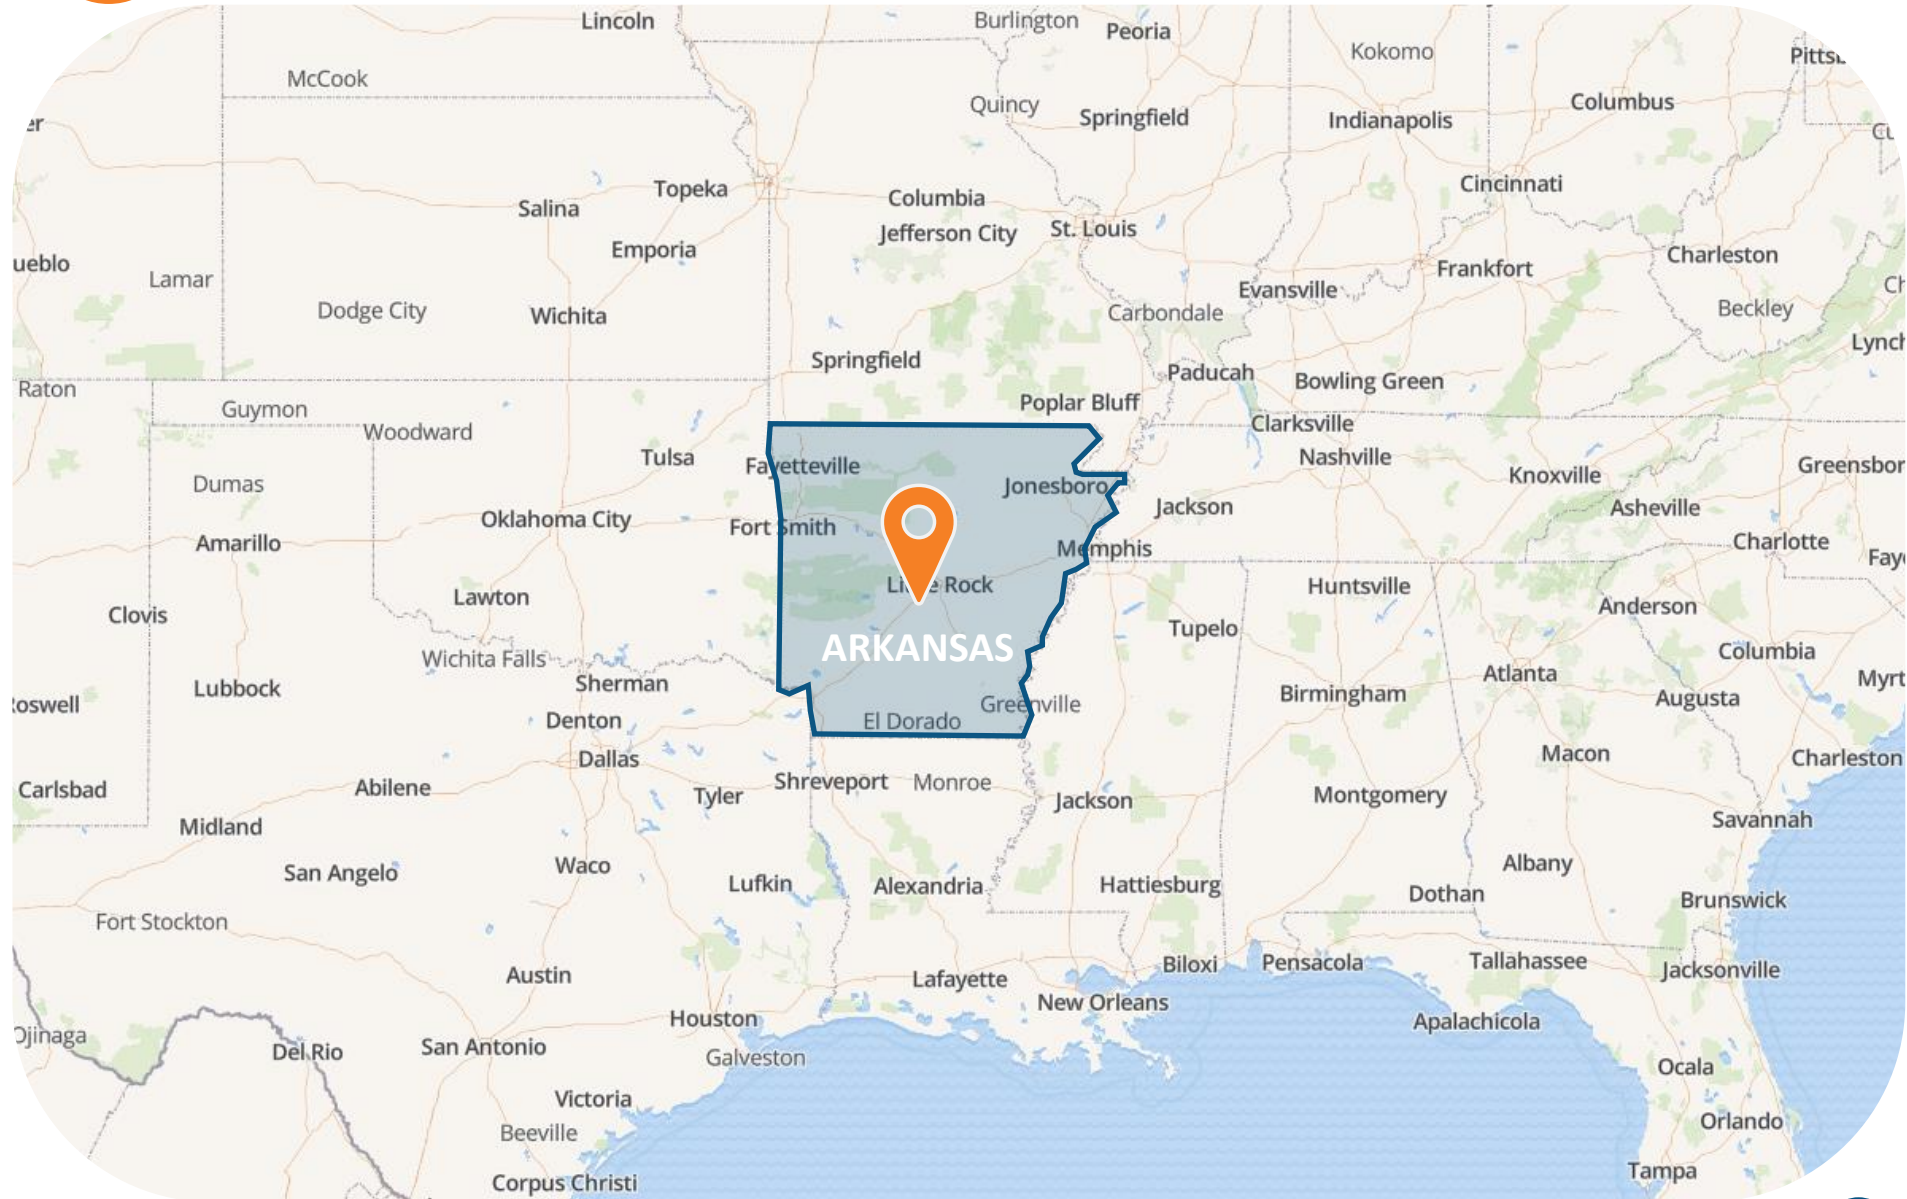 Lincoln
Burlington
Peoria
Kokomo
McCook
Quincy
Springfield
Indianapolis
Columbus
Topeka
Salina
Columbia
Cincinnati
Emporia
Jefferson City
St. Louis
Lamar
Frankfort
Charleston
Dodge City
Wichita
Evansville
Carbondale
Beckley
Springfield
Paducah
Bowling Green
Raton
Guymon
Poplar Bluff
Woodward
Clarksville
Tulsa
Fayetteville
Nashville
Dumas
Jonesboro
Knoxville
Jackson
Asheville
Oklahoma City
Fort Smith
Amarillo
Memphis
Charlotte
Lawton
Little Rock
Huntsville
Clovis
Anderson
Tupelo
ARKANSAS
Wichita Falls
Columbia
Lubbock
Sherman
Atlanta
Birmingham
Augusta
Greenville
Denton
El Dorado
Dallas
Macon
Charleston
Carlsbad
Abilene
Tyler
Shreveport
Monroe
Jackson
Montgomery
Midland
Savannah
San Angelo
Waco
Lufkin
Alexandria
Hattiesburg
Albany
Dothan
Brunswick
Fort Stockton
Austin
Lafayette
Biloxi
Pensacola
Tallahassee
Jacksonville
New Orleans
Houston
Apalachicola
Ojinaga
Del Rio
San Antonio
Galveston
Ocala
Victoria
Beeville
Orlando
Corpus Christi
Tampa